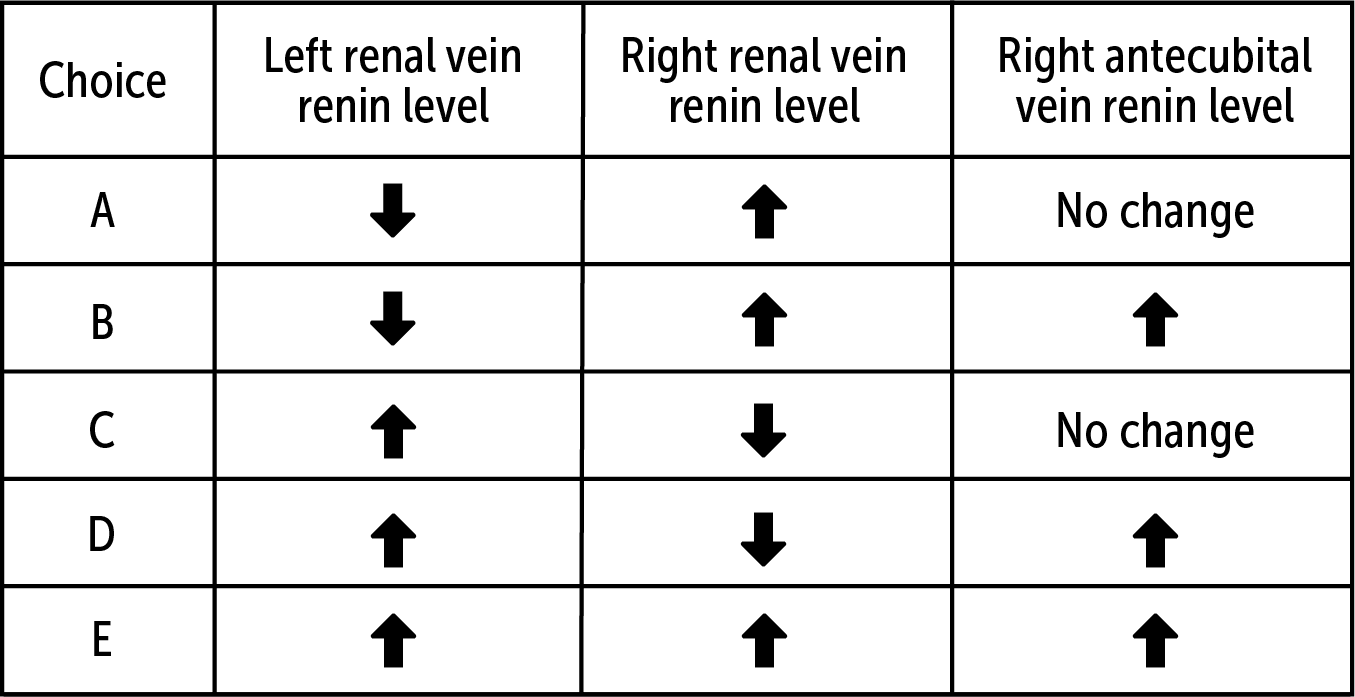 Choice
Left renal vein
renin level
Right renal vein
renin level
Right antecubital
vein renin level
A
No change
B
C
No change
D
E